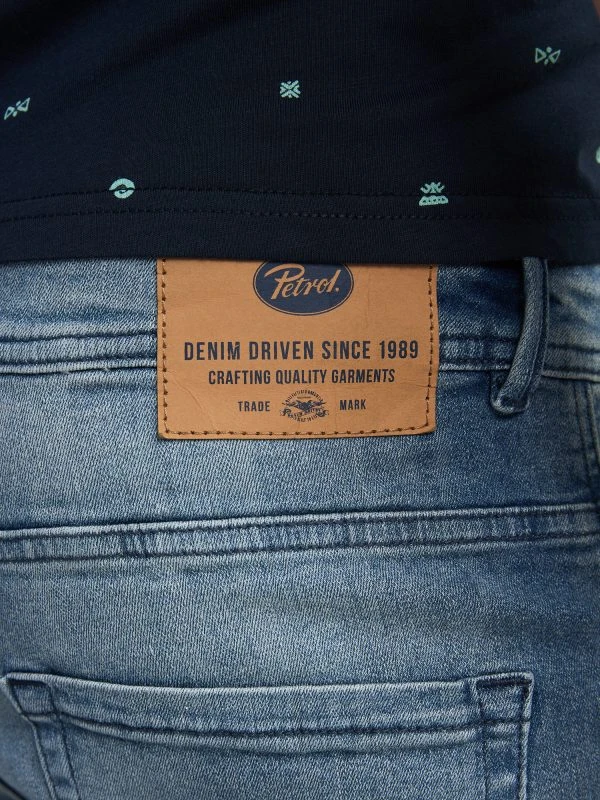 Petrol.
DENIM DRIVEN SINCE 1989
CRAFTING QUALITY GARMENTS
TRADE MARK